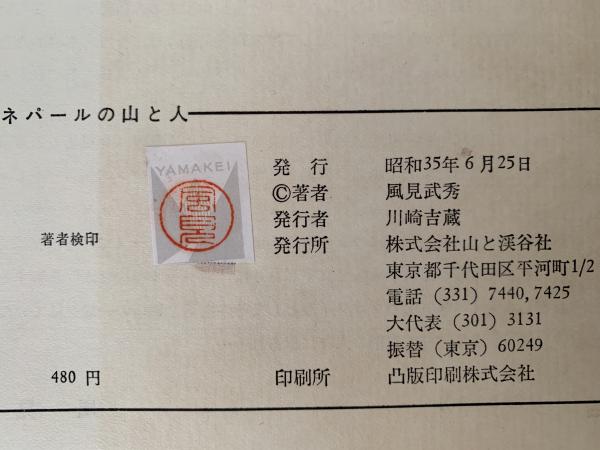 ネパールの山と人
YAMAKEI
風見
著者検印
480 円
発行 昭和35年6月25日
©著者 風見武秀
発行者 川崎吉蔵
発行所 株式会社山と溪谷社
東京都千代田区平河町1/2
電話 (331) 7440, 7425
大代表 (301) 3131
振替 (東京) 60249
印刷所 凸版印刷株式会社